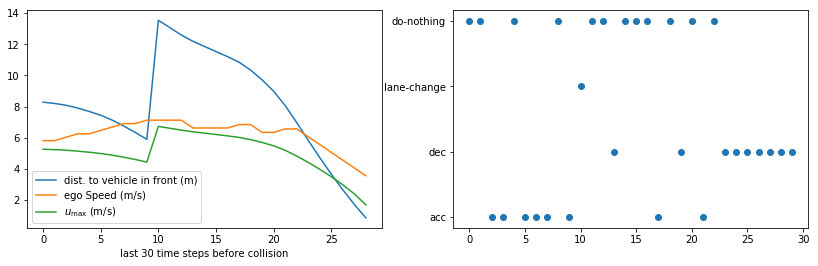 14
12
10
8
6
4
2
dist. to vehicle in front (m)
ego Speed (m/s)
u_max (m/s)
0 5 10 15 20 25
last 30 time steps before collision
do-nothing
lane-change
dec
acc
0 5 10 15 20 25 30